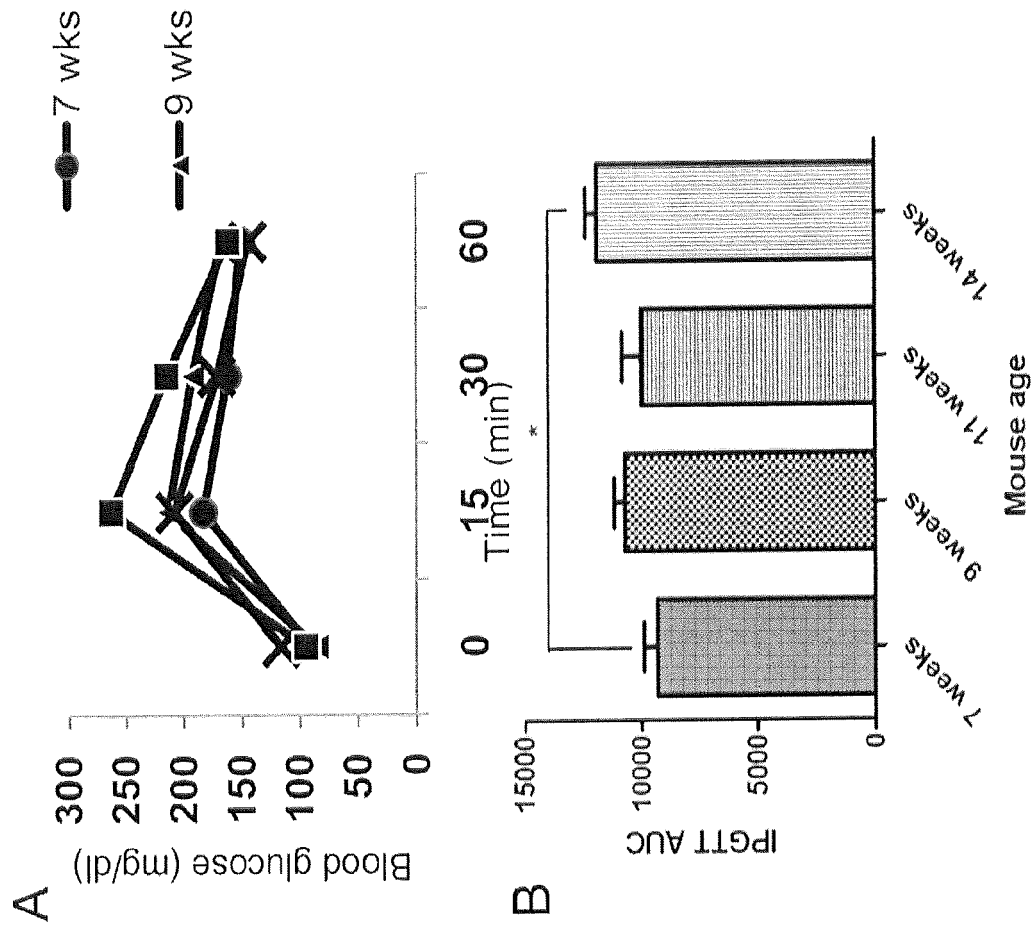 A
7 wks
9 wks
Blood glucose (mg/dl)
300
250
200
150
100
50
0
0
15
30
60
Time (min)
B
*
IPGTT AUC
15000
10000
5000
0
7 weeks
9 weeks
11 weeks
14 weeks
Mouse age